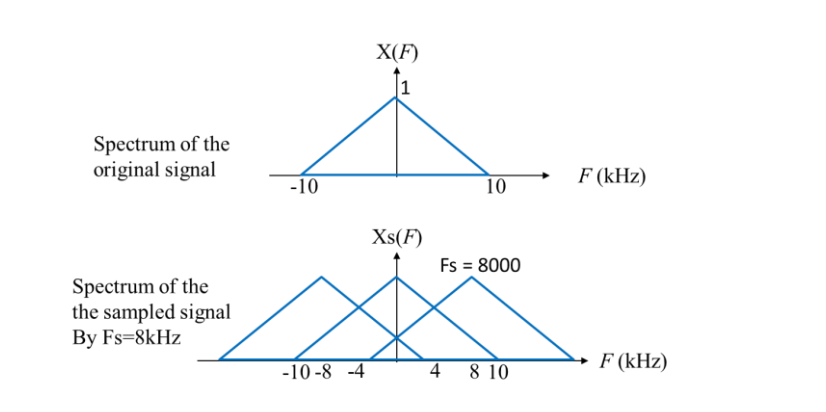 X(F)
1
Spectrum of the
original signal
-10
10
F (kHz)
Xs(F)
Fs = 8000
Spectrum of the
the sampled signal
By Fs=8kHz
-10 -8 -4 4 8 10
F (kHz)